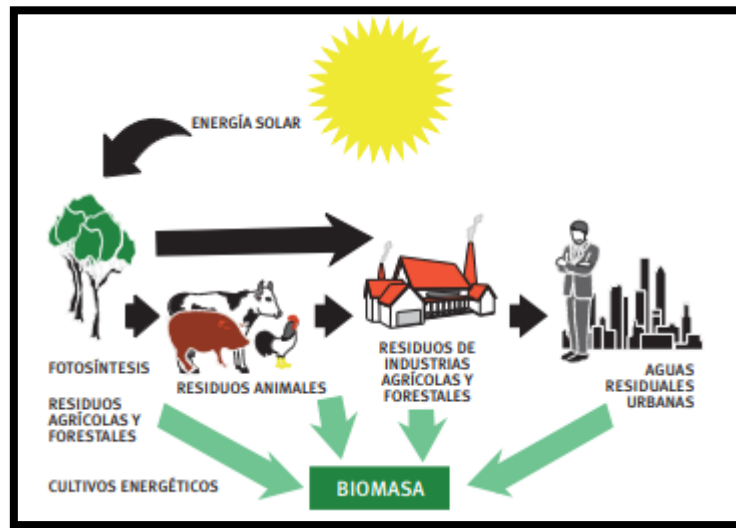 ENERGÍA SOLAR
FOTOSÍNTESIS
RESIDUOS
AGRÍCOLAS Y
FORESTALES
CULTIVOS ENERGÉTICOS
RESIDUOS ANIMALES
RESIDUOS DE
INDUSTRIAS
AGRÍCOLAS Y
FORESTALES
AGUAS
RESIDUALES
URBANAS
BIOMASA